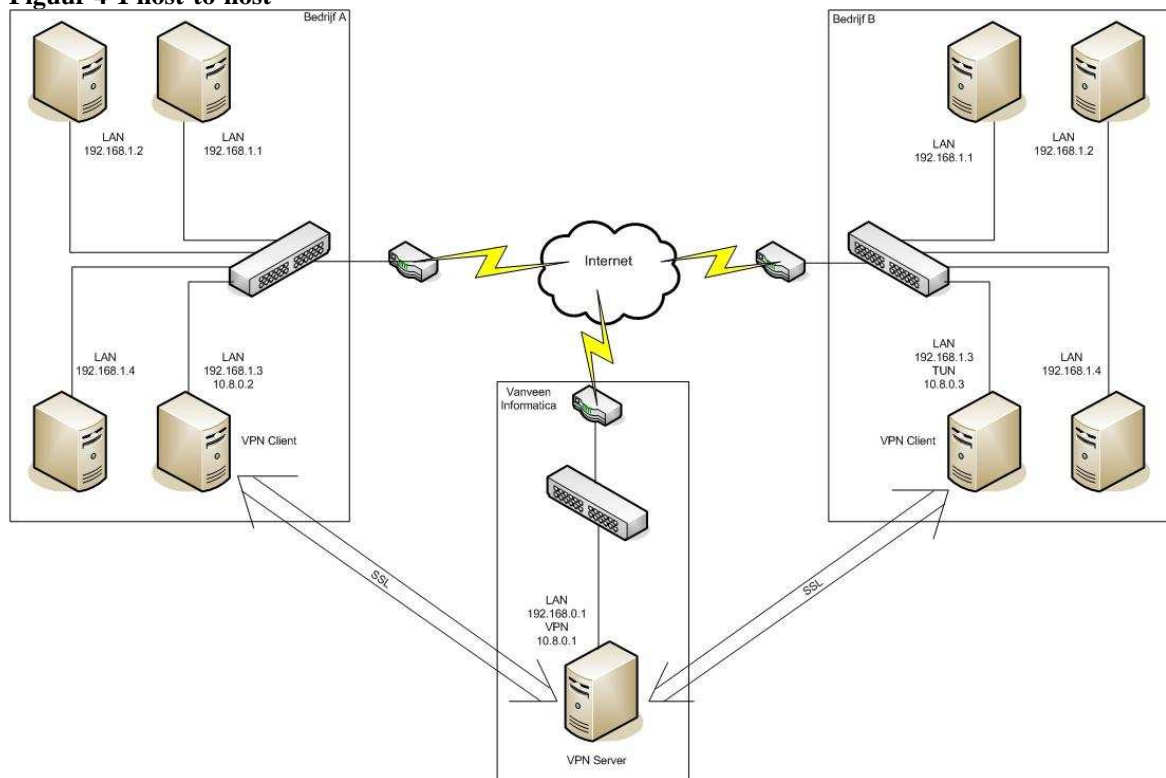 Figuur 4-1 host-to-host
Bedrijf A
LAN
192.168.1.2
LAN
192.168.1.1
LAN
192.168.1.4
LAN
192.168.1.3
10.8.0.2
VPN Client
Internet
Bedrijf B
LAN
192.168.1.1
LAN
192.168.1.2
LAN
192.168.1.3
TUN
10.8.0.3
LAN
192.168.1.4
VPN Client
Vanveen
Informatica
SSL
SSL
LAN
192.168.0.1
VPN
10.8.0.1
VPN Server